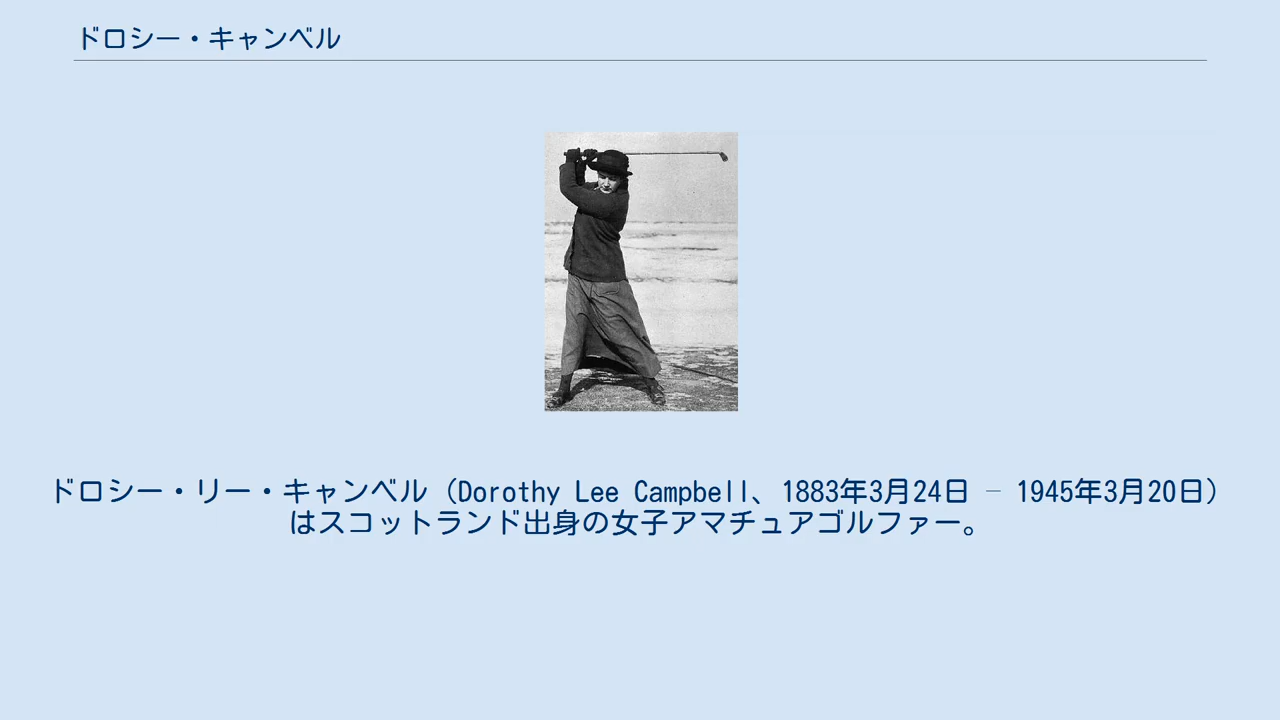 ドロシー・キャンベル
ドロシー・リー・キャンベル（Dorothy Lee Campbell、1883年3月24日 – 1945年3月20日）
はスコットランド出身の女子アマチュアゴルファー。